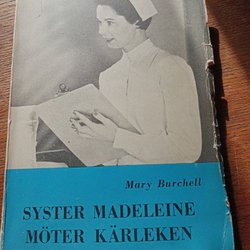 Mary Burchell
SYSTER MADELEINE
MÖTER KÄRLEKEN